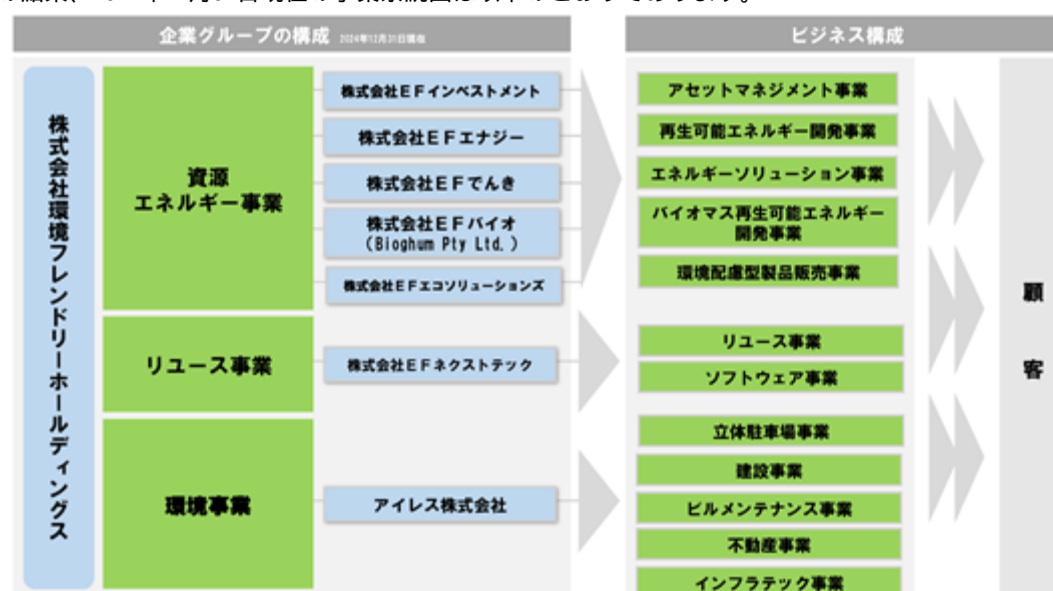 企業グループの構成 2024年12月31日現在
ビジネス構成
株式会社環境フレンドリーホールディングス
資源
エネルギー事業
株式会社EFインベストメント
株式会社EFエナジー
株式会社EFでんき
株式会社EFバイオ
(Bioghum Pty Ltd.)
株式会社EFエコソリューションズ
リユース事業
株式会社EFネクストテック
環境事業
アイレス株式会社
アセットマネジメント事業
再生可能エネルギー開発事業
エネルギーソリューション事業
バイオマス再生可能エネルギー
開発事業
環境配慮型製品販売事業
リユース事業
ソフトウェア事業
立体駐車場事業
建設事業
ビルメンテナンス事業
不動産事業
インフラテック事業
顧客